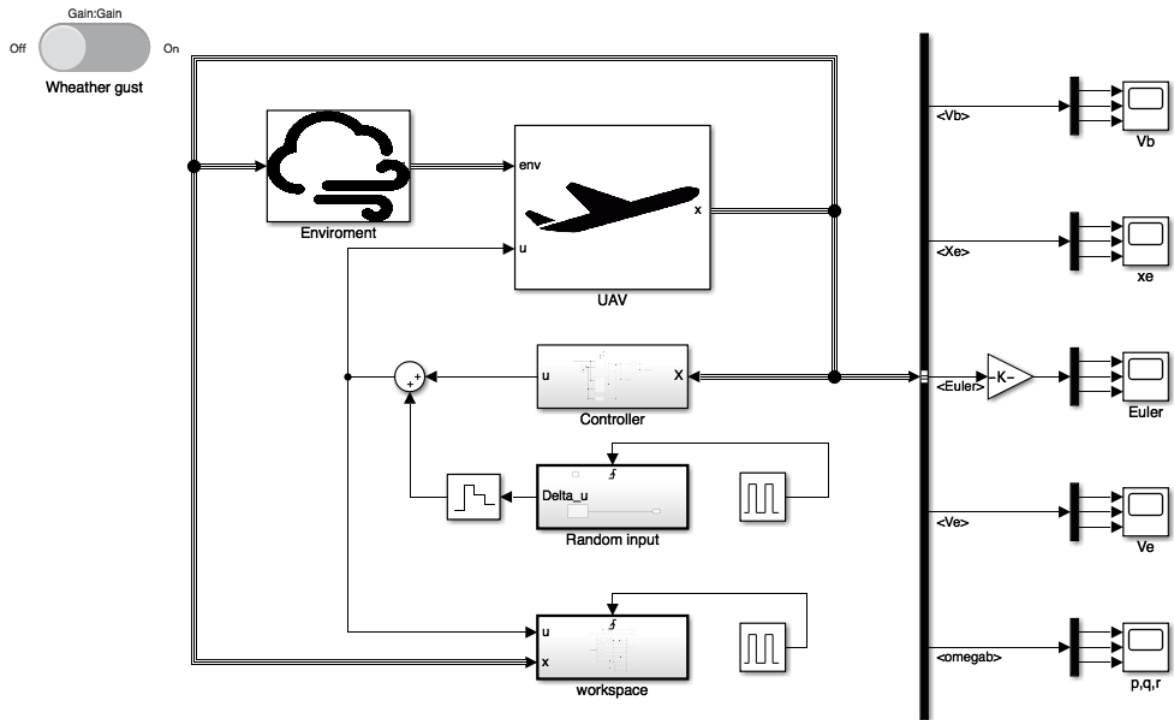 Gain:Gain
Off
On
Wheather gust
Enviroment
env
u
x
UAV
u
X
Controller
Delta_u
Random input
u
x
workspace
<Vb>
Vb
<Xe>
xe
<Euler>
-K-
Euler
<Ve>
Ve
<omegab>
p,q,r